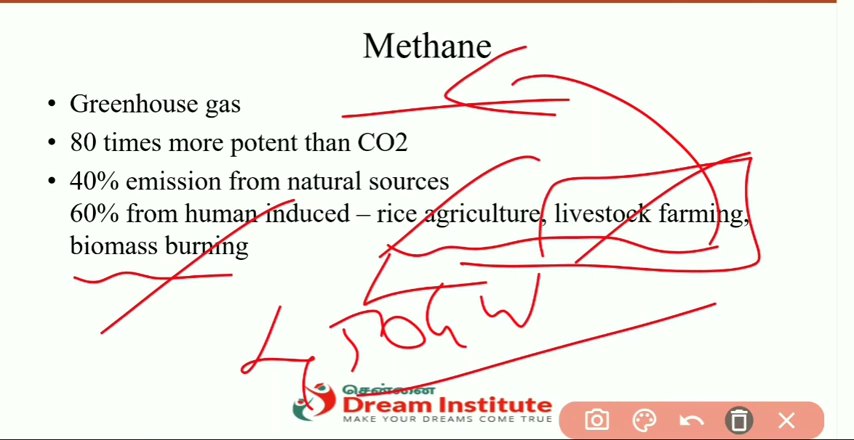 Methane
• Greenhouse gas
• 80 times more potent than CO2
• 40% emission from natural sources
60% from human induced – rice agriculture, livestock farming,
biomass burning
சென்னை
Dream Institute
MAKE YOUR DREAMS COME TRUE